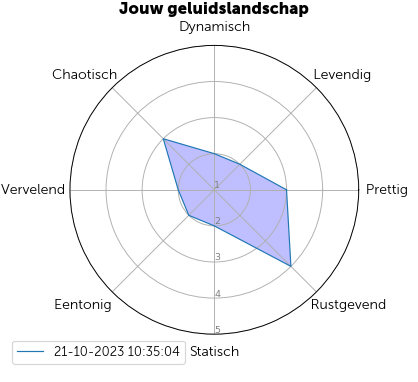 Jouw geluidslandschap
Dynamisch
Chaotisch
Levendig
Vervelend
1
Prettig
2
3
4
Eentonig
Rustgevend
5
21-10-2023 10:35:04
Statisch